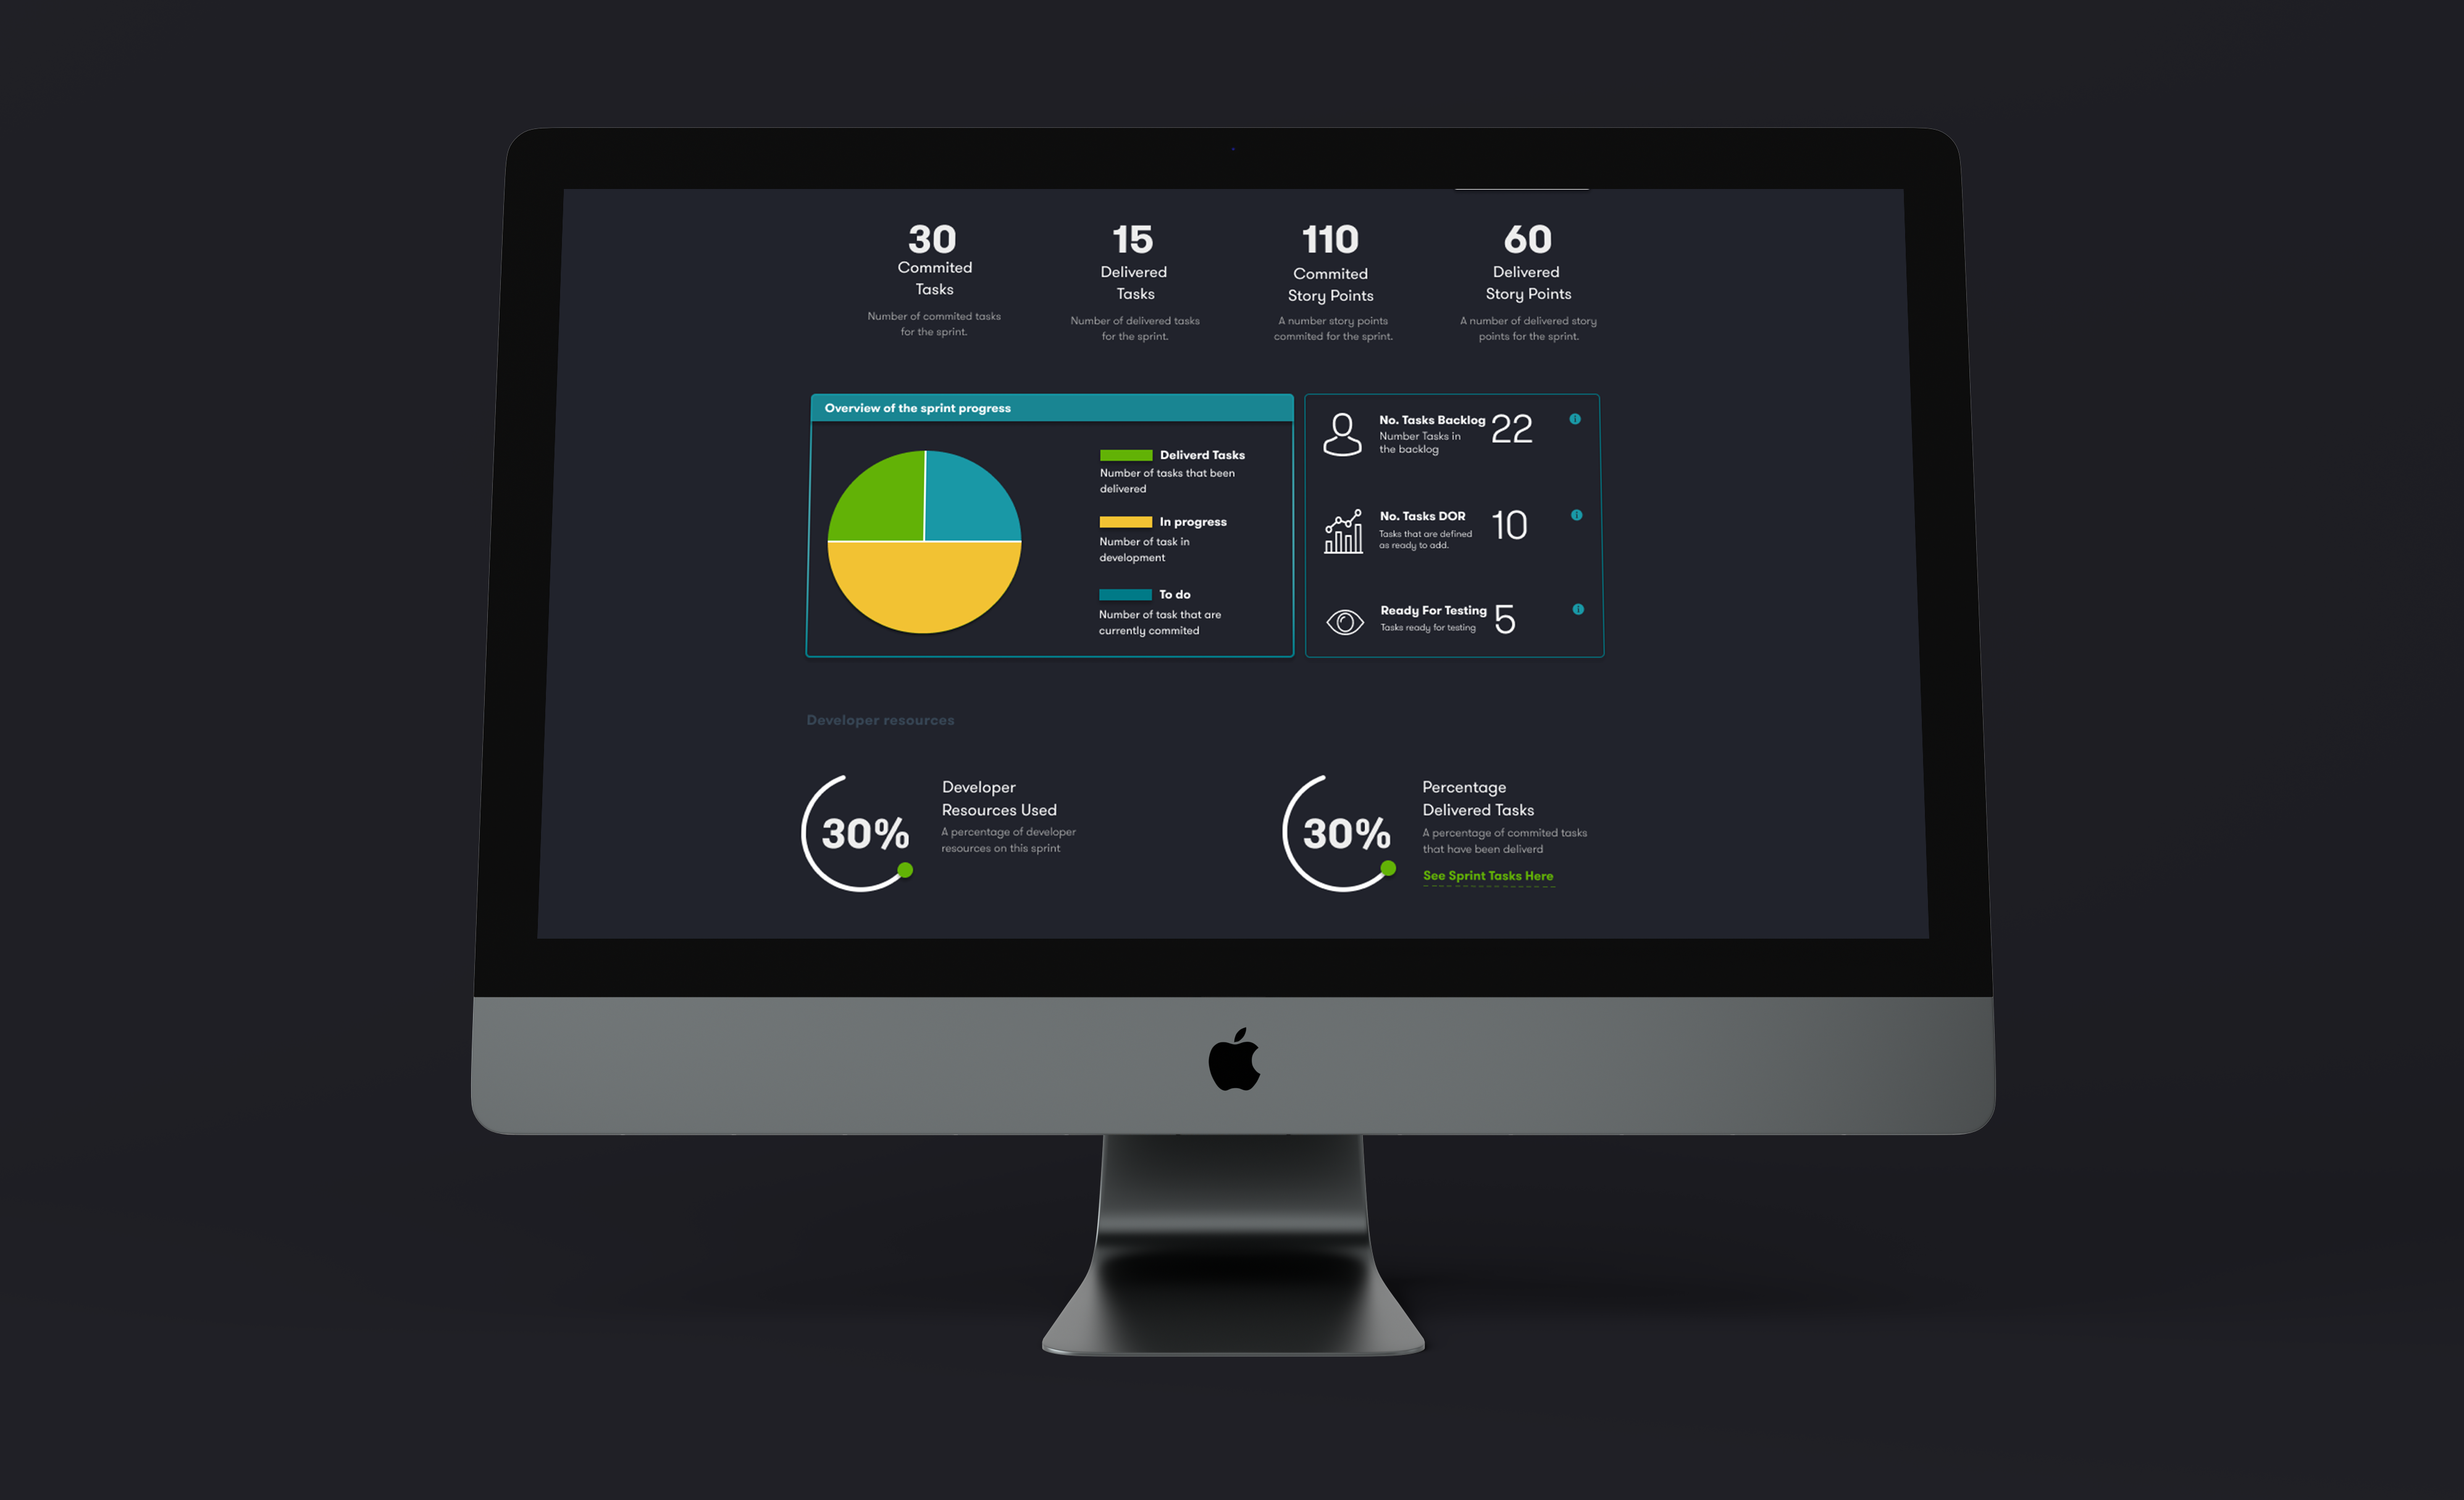 30
Commited
Tasks
Number of commited tasks
for the sprint.
15
Delivered
Tasks
Number of delivered tasks
for the sprint.
110
Commited
Story Points
A number story points
commited for the sprint.
60
Delivered
Story Points
A number of delivered story
points for the sprint.
Overview of the sprint progress
Deliverd Tasks
Number of tasks that been
delivered
In progress
Number of task in
development
To do
Number of task that are
currently commited
No. Tasks Backlog 22
Number Tasks in
the backlog
No. Tasks DOR 10
Tasks that are defined
as ready to add.
Ready For Testing 5
Tasks ready for testing
Developer resources
30%
Developer
Resources Used
A percentage of developer
resources on this sprint
30%
Percentage
Delivered Tasks
A percentage of commited tasks
that have been deliverd
See Sprint Tasks Here